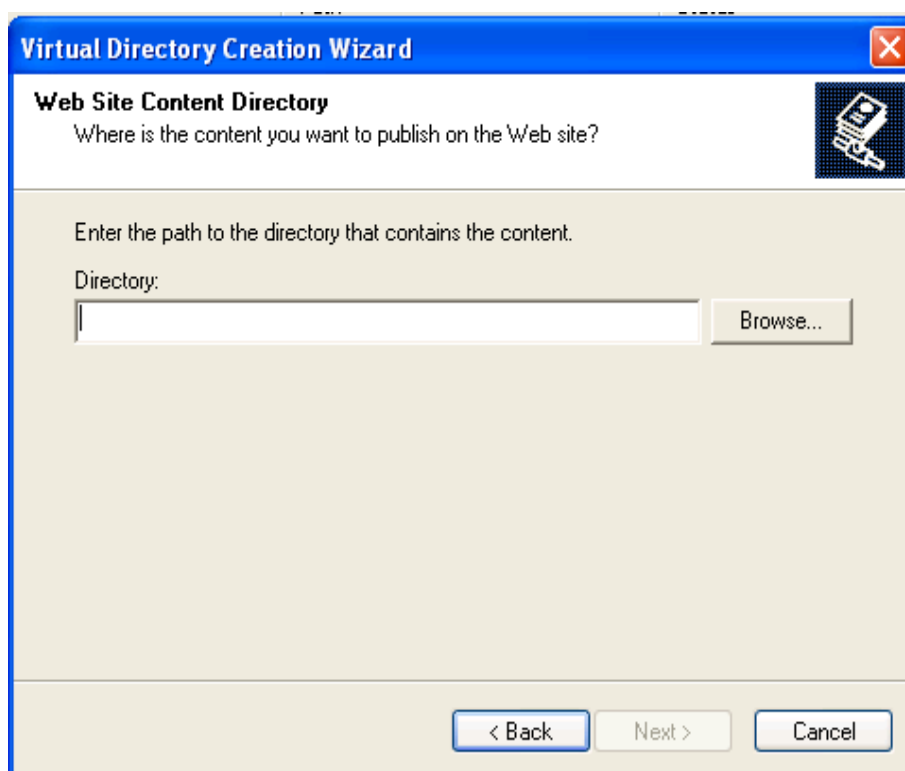 Virtual Directory Creation Wizard
Web Site Content Directory
Where is the content you want to publish on the Web site?
Enter the path to the directory that contains the content.
Directory:
Browse...
< Back
Next >
Cancel